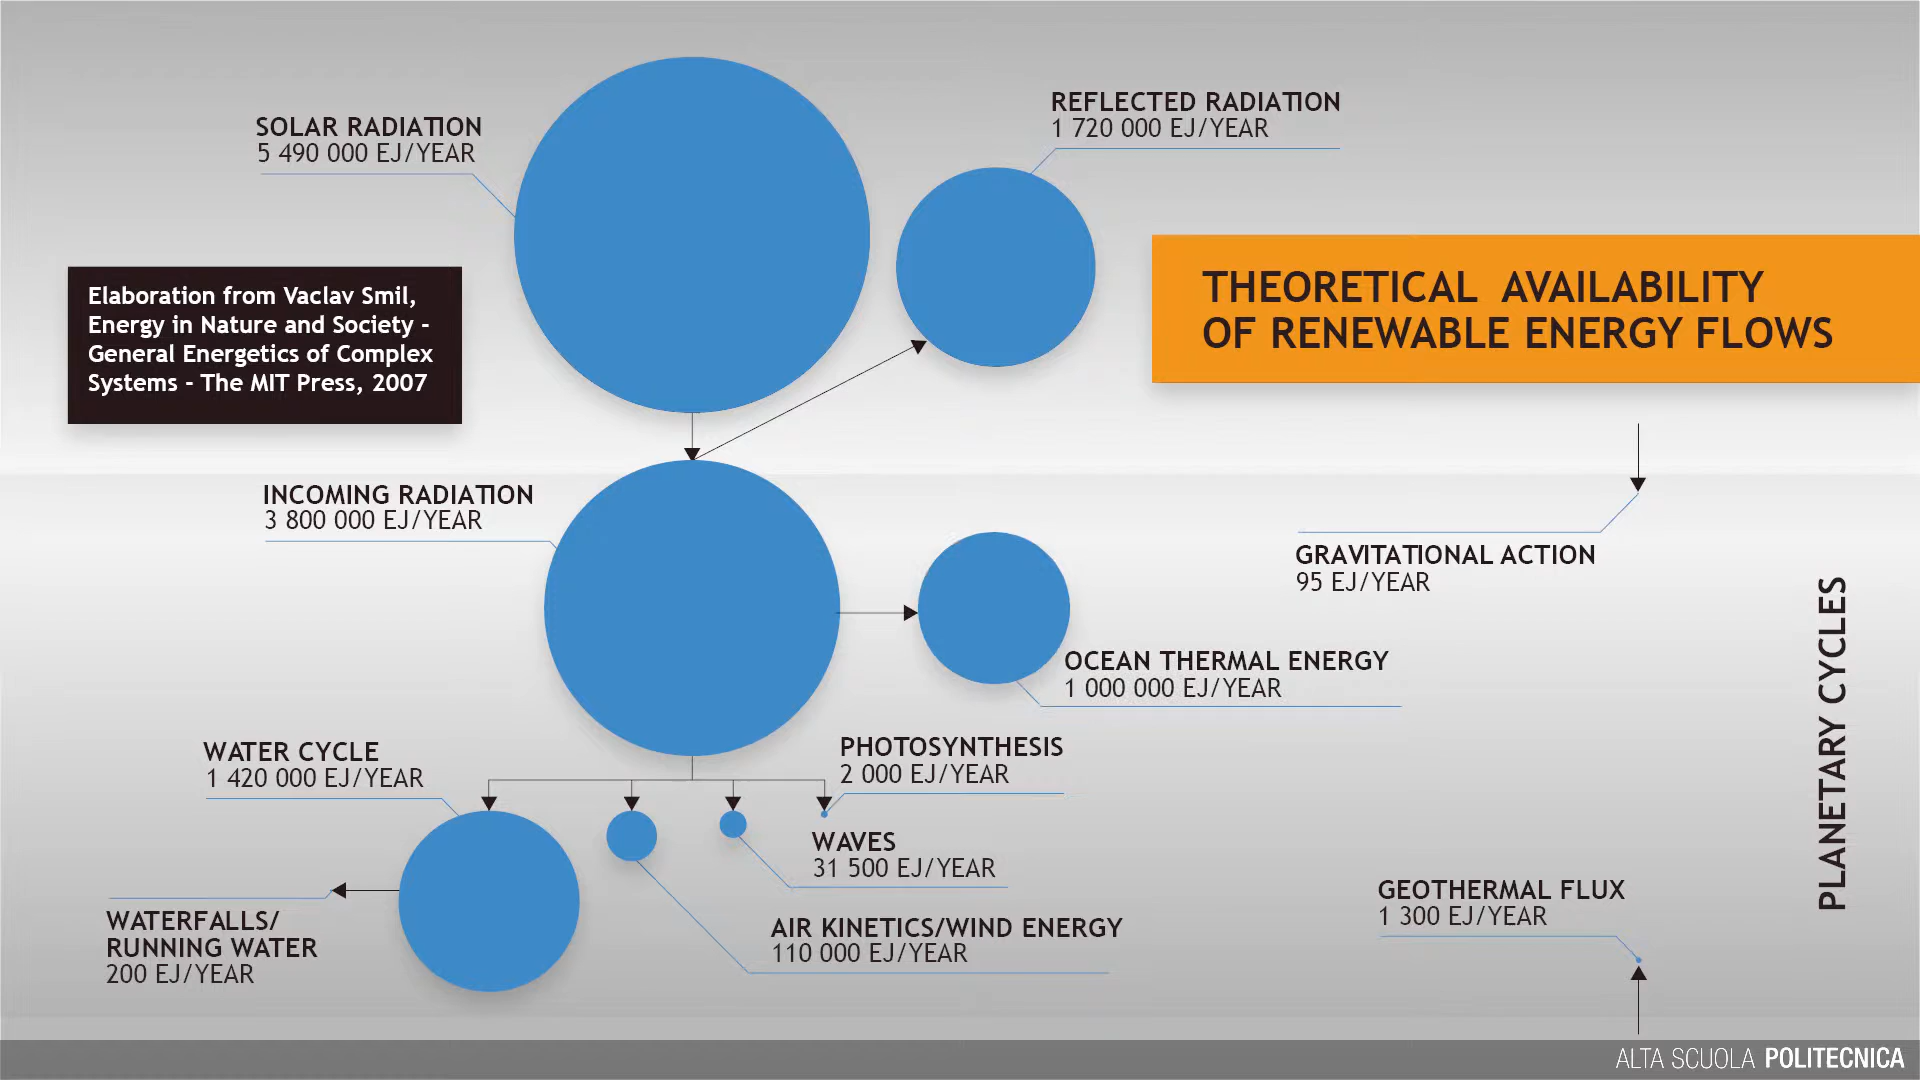 SOLAR RADIATION
5 490 000 EJ/YEAR
REFLECTED RADIATION
1 720 000 EJ/YEAR
Elaboration from Vaclav Smil,
Energy in Nature and Society -
General Energetics of Complex
Systems - The MIT Press, 2007
THEORETICAL AVAILABILITY
OF RENEWABLE ENERGY FLOWS
INCOMING RADIATION
3 800 000 EJ/YEAR
GRAVITATIONAL ACTION
95 EJ/YEAR
OCEAN THERMAL ENERGY
1 000 000 EJ/YEAR
PLANETARY CYCLES
WATER CYCLE
1 420 000 EJ/YEAR
PHOTOSYNTHESIS
2 000 EJ/YEAR
WAVES
31 500 EJ/YEAR
AIR KINETICS/WIND ENERGY
110 000 EJ/YEAR
WATERFALLS/
RUNNING WATER
200 EJ/YEAR
GEOTHERMAL FLUX
1 300 EJ/YEAR
ALTA SCUOLA POLITECNICA